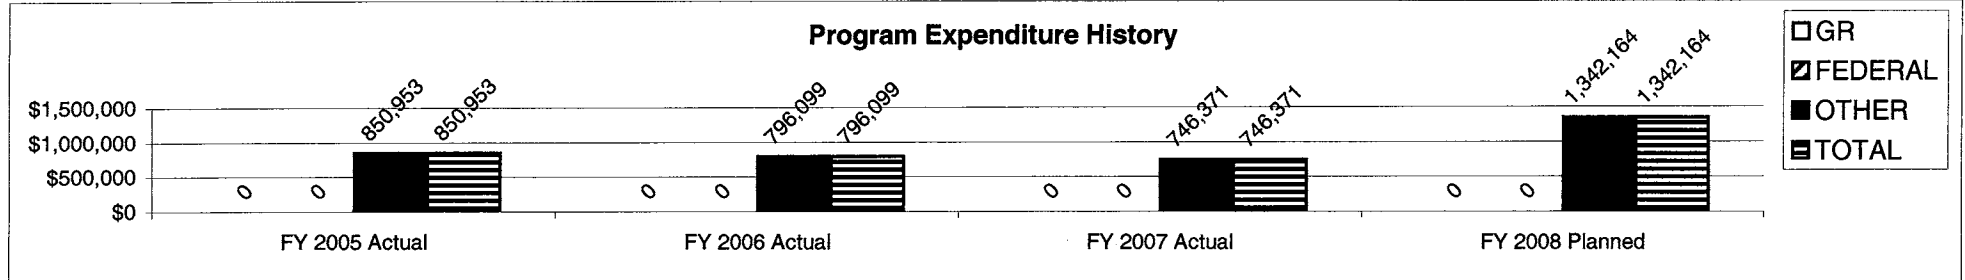 Program Expenditure History
GR
FEDERAL
OTHER
TOTAL
$1,500,000
$1,000,000
$500,000
$0
0
0
850,953
850,953
0
0
796,099
796,099
0
0
746,371
746,371
0
0
1,342,164
1,342,164
FY 2005 Actual
FY 2006 Actual
FY 2007 Actual
FY 2008 Planned